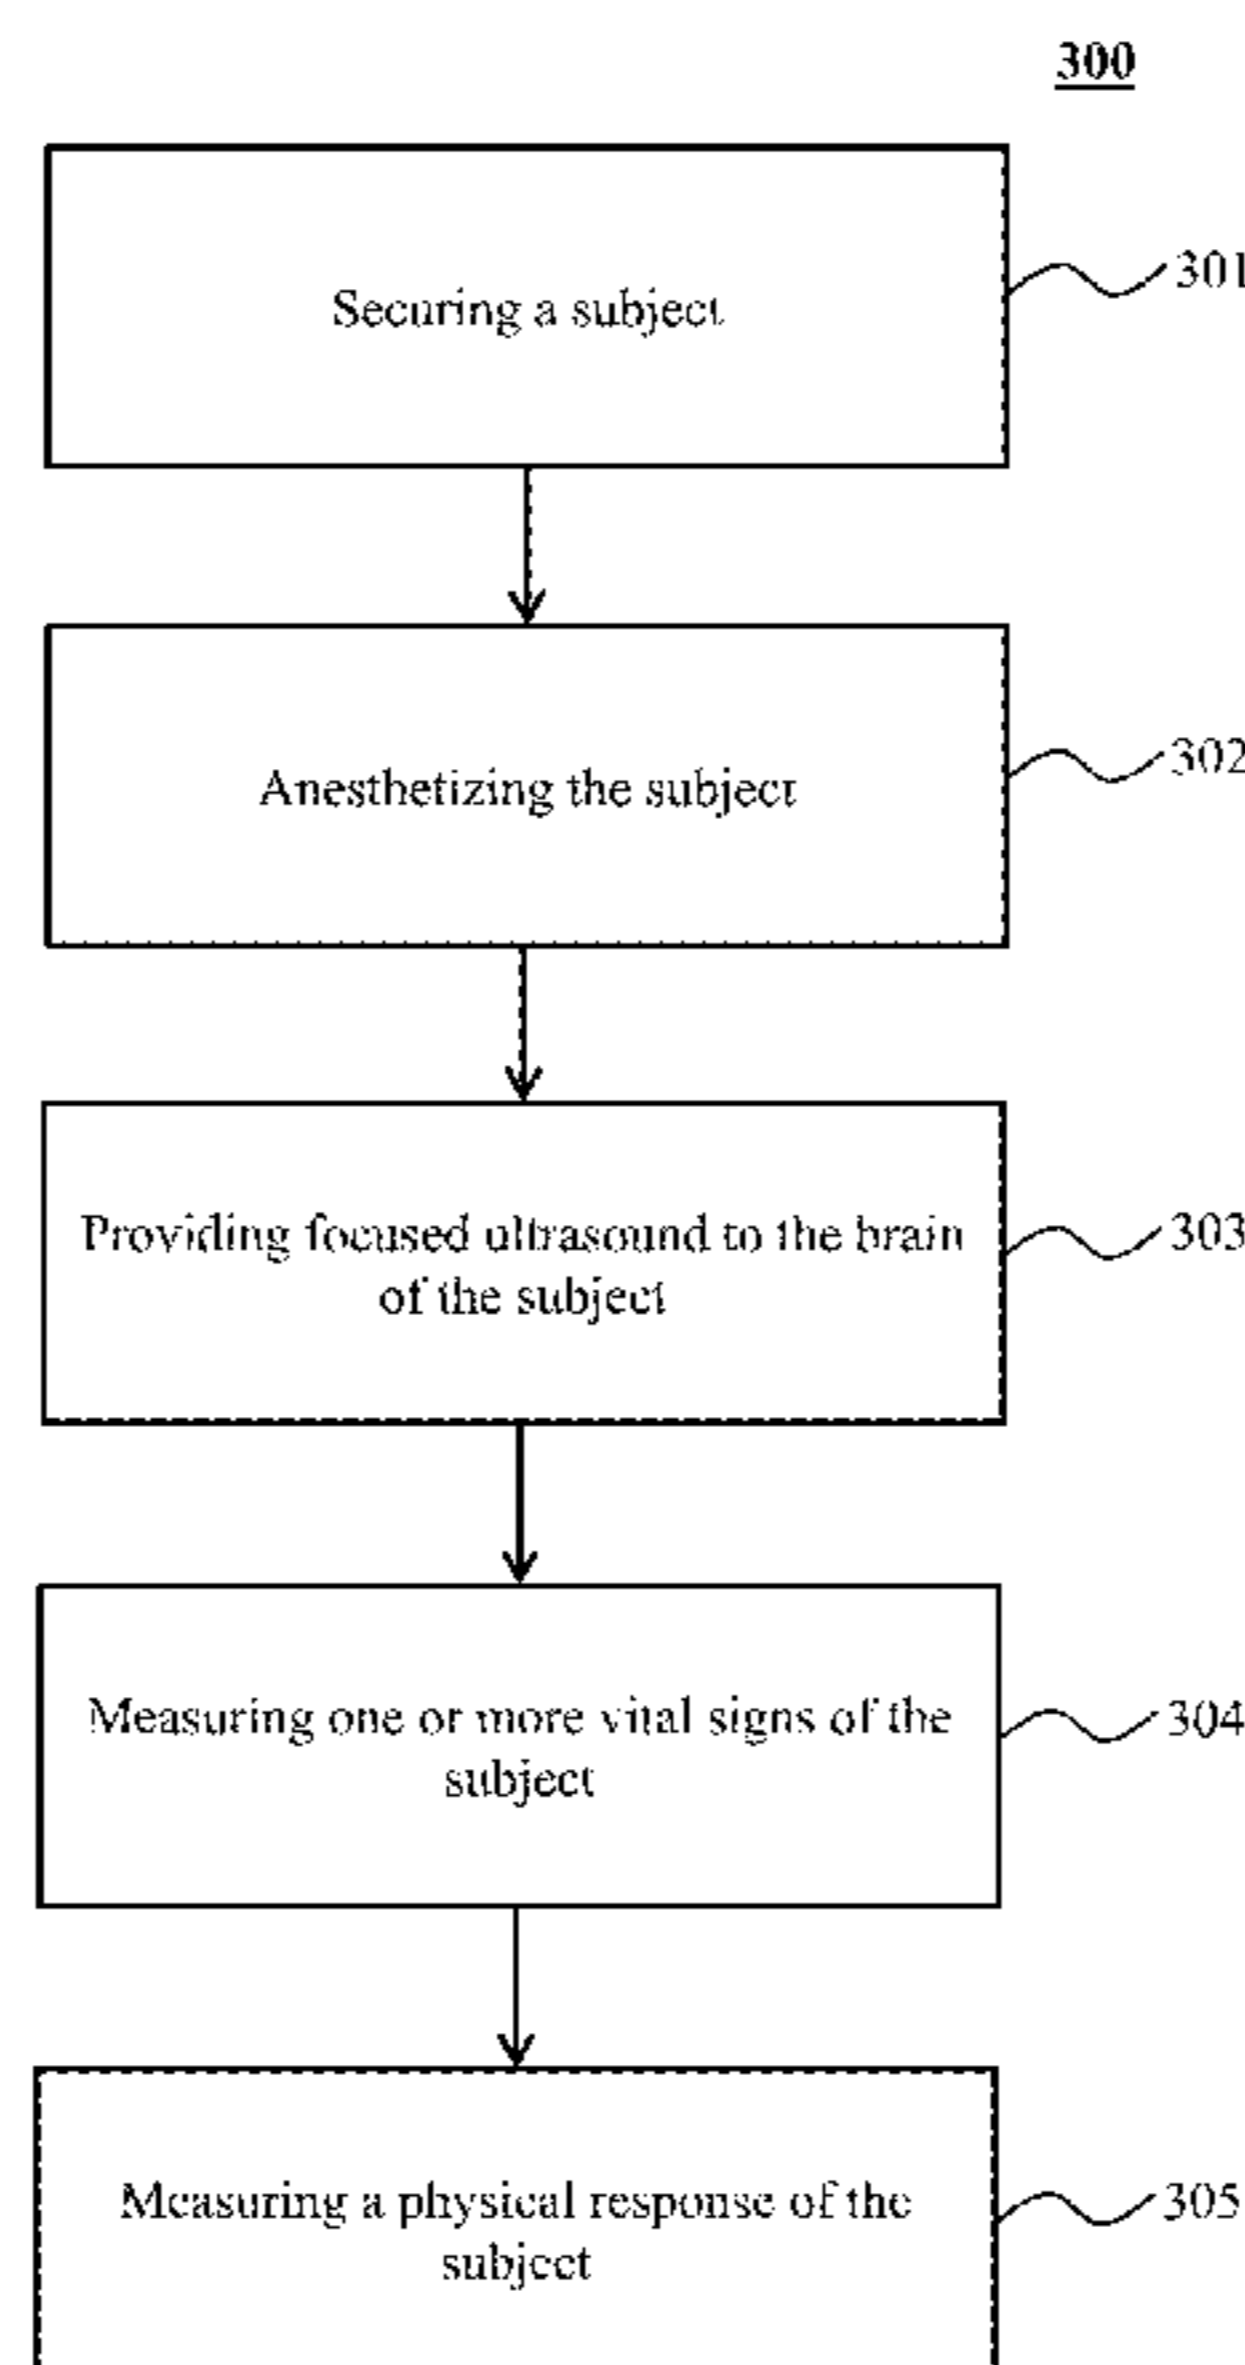 300
Securing a subject
301
Anesthetizing the subject
302
Providing focused ultrasound to the brain
of the subject
303
Measuring one or more vital signs of the
subject
304
Measuring a physical response of the
subject
305